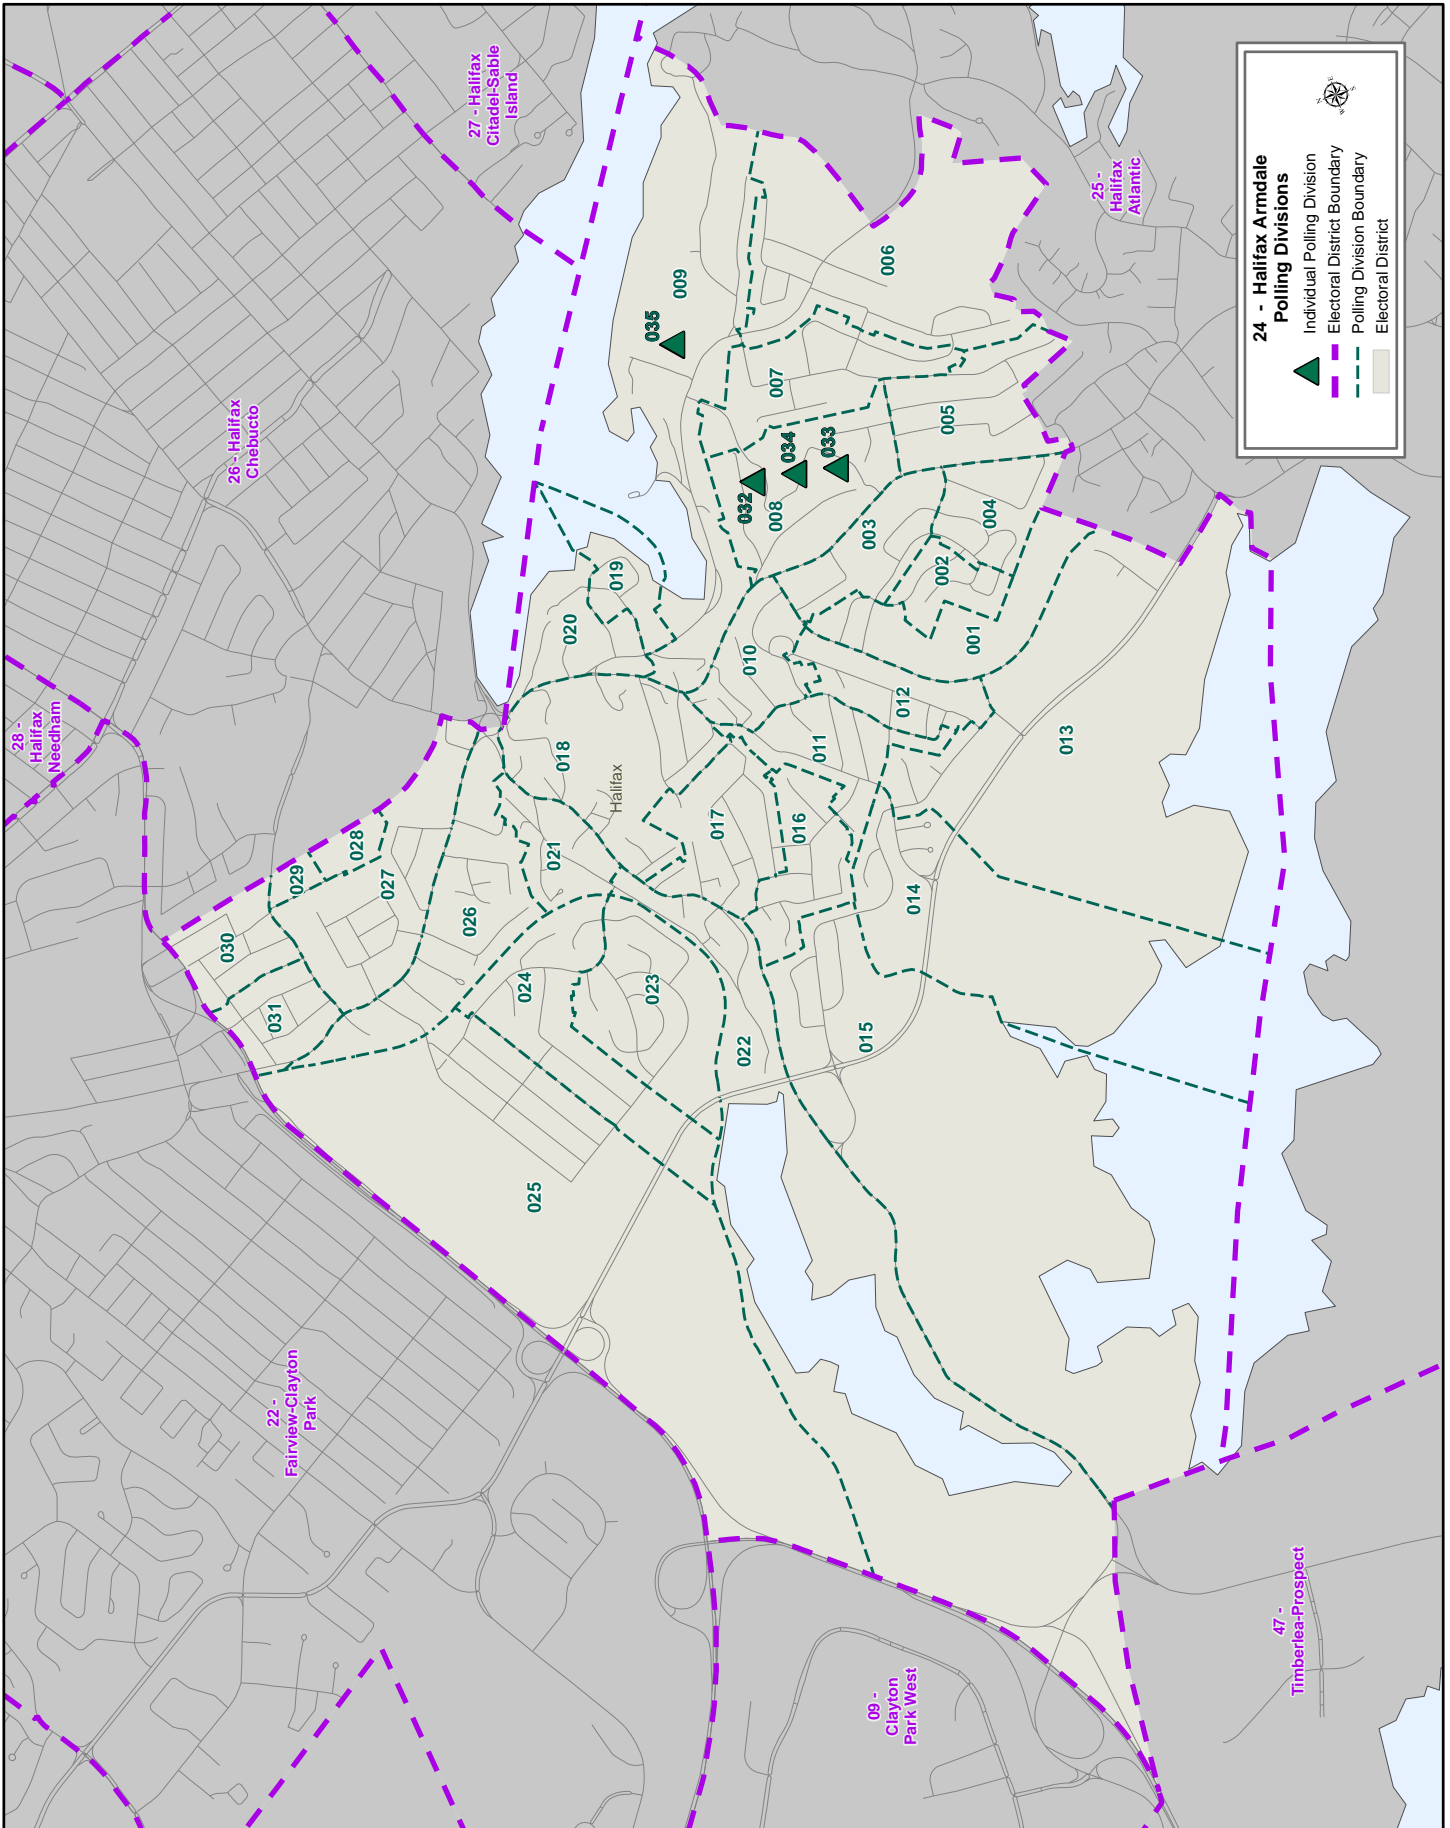 24 - Halifax Armdale
Polling Divisions
Individual Polling Division
Electoral District Boundary
Polling Division Boundary
Electoral District
28 -
Halifax
Needham
26 - Halifax
Chebucto
27 - Halifax
Citadel-Sable
Island
25 -
Halifax
Atlantic
22 -
Fairview-Clayton
Park
09 -
Clayton
Park West
47 -
Timberlea-Prospect
Halifax
001
002
003
004
005
006
007
008
009
010
011
012
013
014
015
016
017
018
019
020
021
022
023
024
025
026
027
028
029
030
031
032
033
034
035